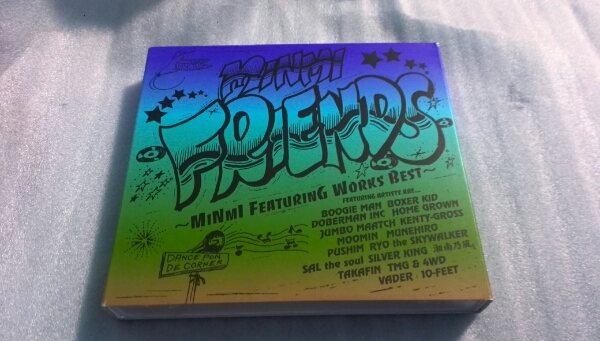 MINMI
FRIENDS
~MINMI FEATURING WORKS BEST~
FEATURING ARTISTS ARE...
BOOGIE MAN BOXER KID
DOBERMAN INC HOME GROWN
JUMBO MAATCH KENTY-GROSS
MOOMIN MUNEHIRO
PUSHIM RYO the SKYWALKER
SAL the soul SILVER KING 湘南乃風
TAKAFIN TMG & 4WD
VADER 10-FEET
DANCE PON
DE CORNER